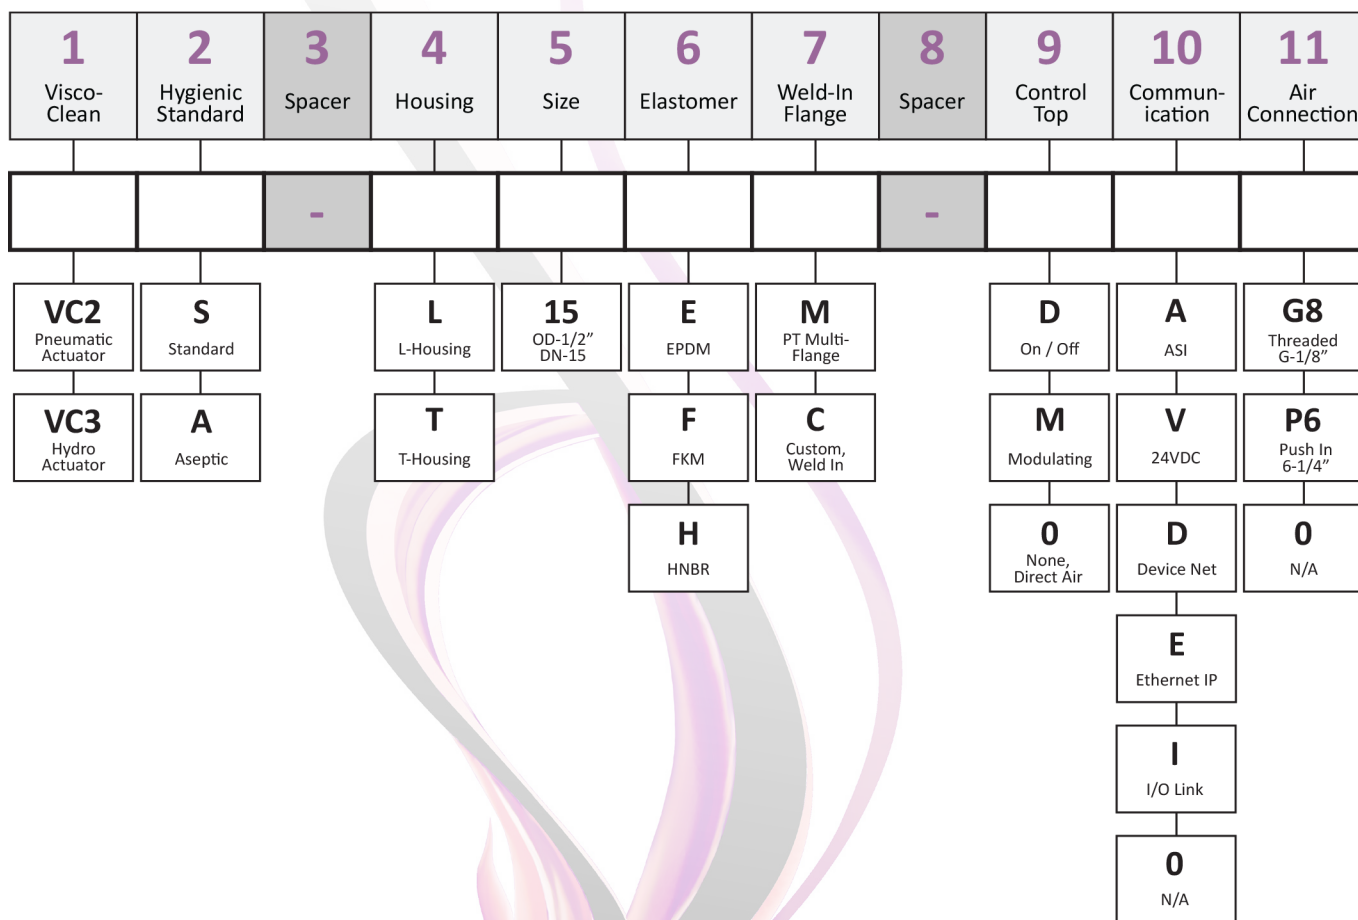 1 2 3 4 5 6 7 8 9 10 11
Visco- Hygienic Spacer Housing Size Elastomer Weld-In Spacer Control Commun- Air
Clean Standard Flange Top ication Connection
- -
VC2 S L 15 E M D A G8
Pneumatic Standard L-Housing OD-1/2” EPDM PT Multi- On / Off ASI Threaded
Actuator DN-15 Flange G-1/8”
VC3 A T F C M V P6
Hydro Aseptic T-Housing FKM Custom, Modulating 24VDC Push In
Actuator Weld In 6-1/4”
H 0 D 0
HNBR None, Device Net N/A
Direct Air
E
Ethernet IP
I
I/O Link
0
N/A